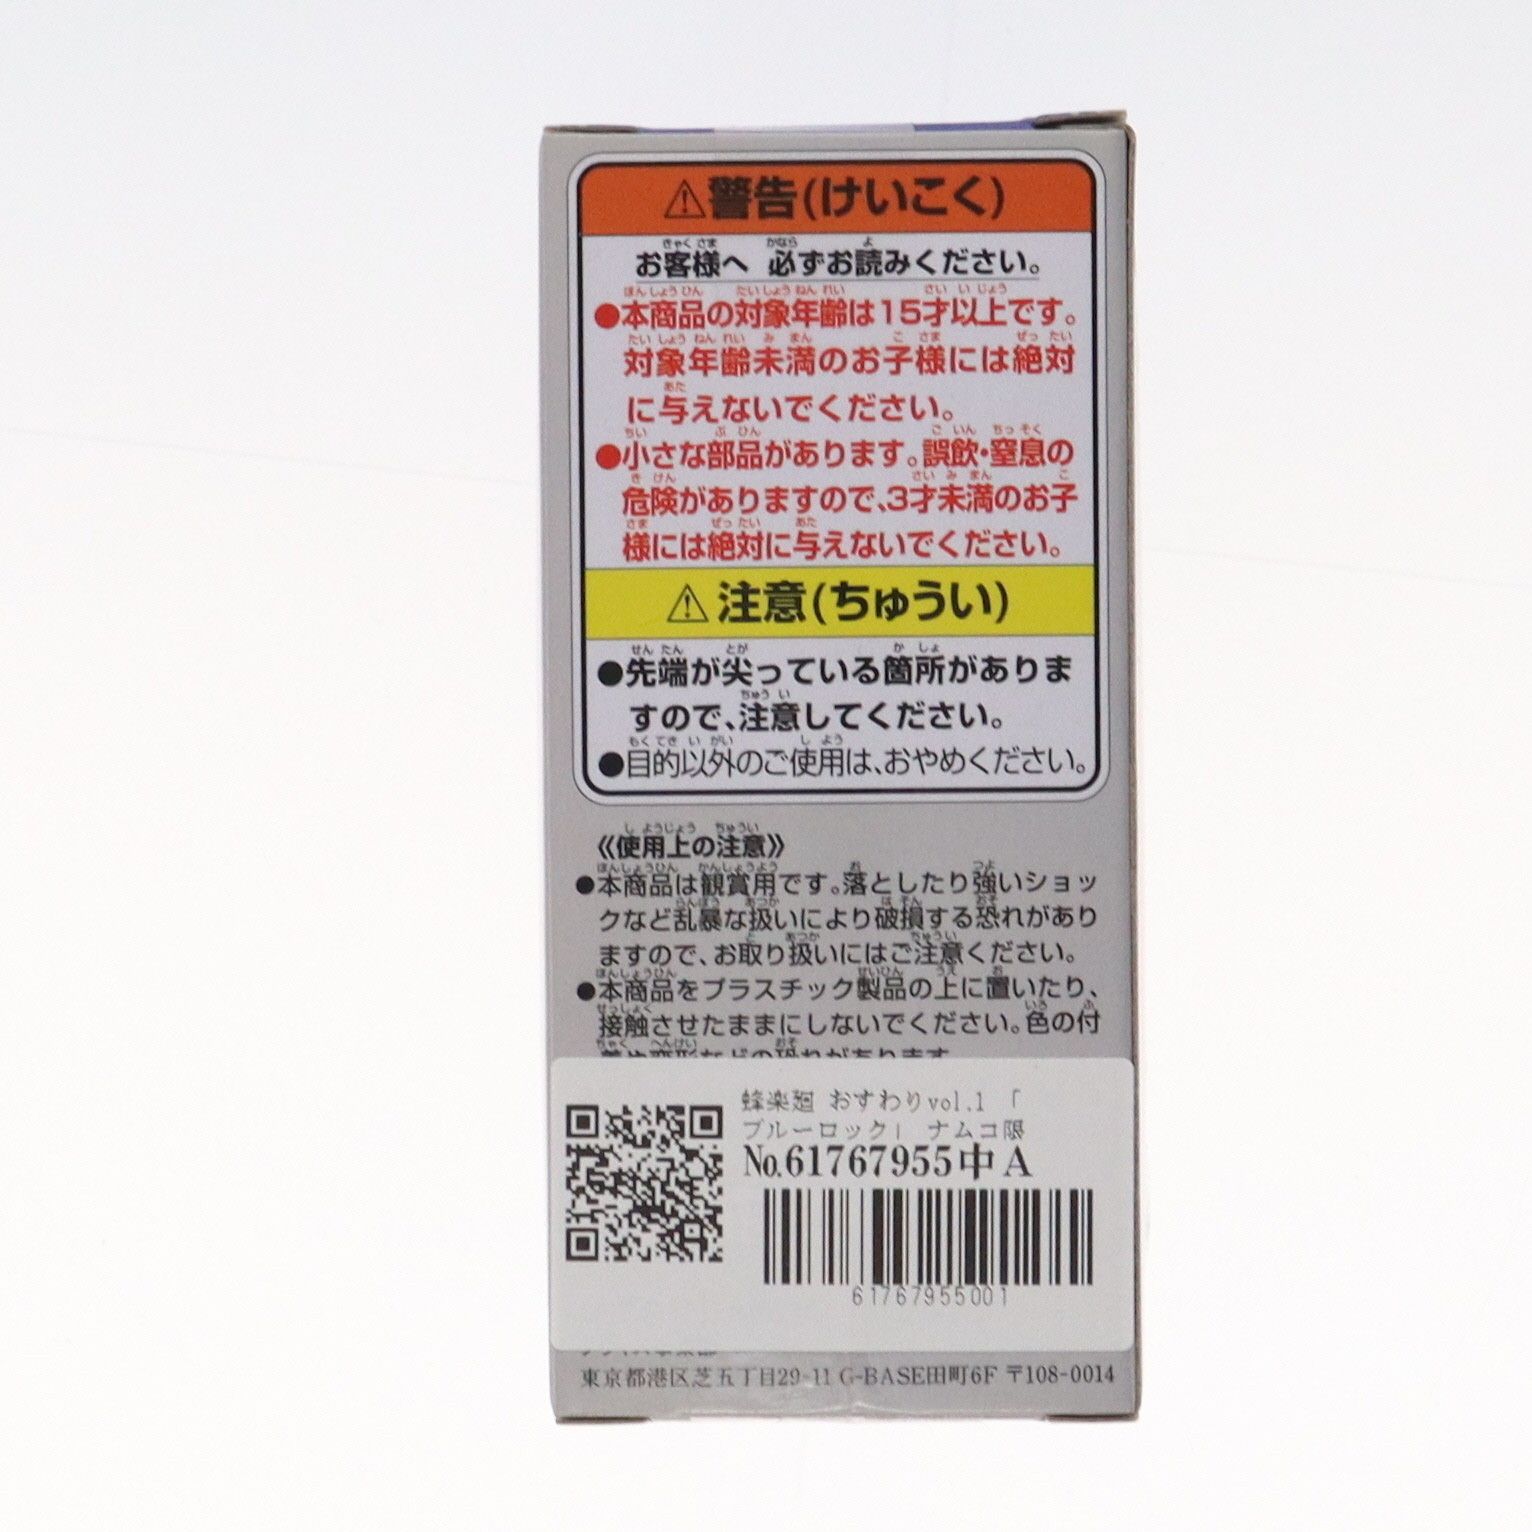 ⚠警告(けいこく)
お客様へ 必ずお読みください。
●本商品の対象年齢は15才以上です。
対象年齢未満のお子様には絶対
に与えないでください。
●小さな部品があります。誤飲・窒息の
危険がありますので、3才未満のお子
様には絶対に与えないでください。
⚠注意(ちゅうい)
●先端が尖っている箇所がありま
すので、注意してください。
●目的以外のご使用は、おやめください。
《使用上の注意》
●本商品は観賞用です。落としたり強いショッ
クなど乱暴な扱いにより破損する恐れがあり
ますので、お取り扱いにはご注意ください。
●本商品をプラスチック製品の上に置いたり、
接触させたままにしないでください。色の付
着や変形などの恐れがあります
蜂楽廻 おすわりvol.1 「
ブルーロック」 ナムコ限
No.61767955中A
61767955001
東京都港区芝五丁目29-11 G-BASE田町6F 〒108-0014